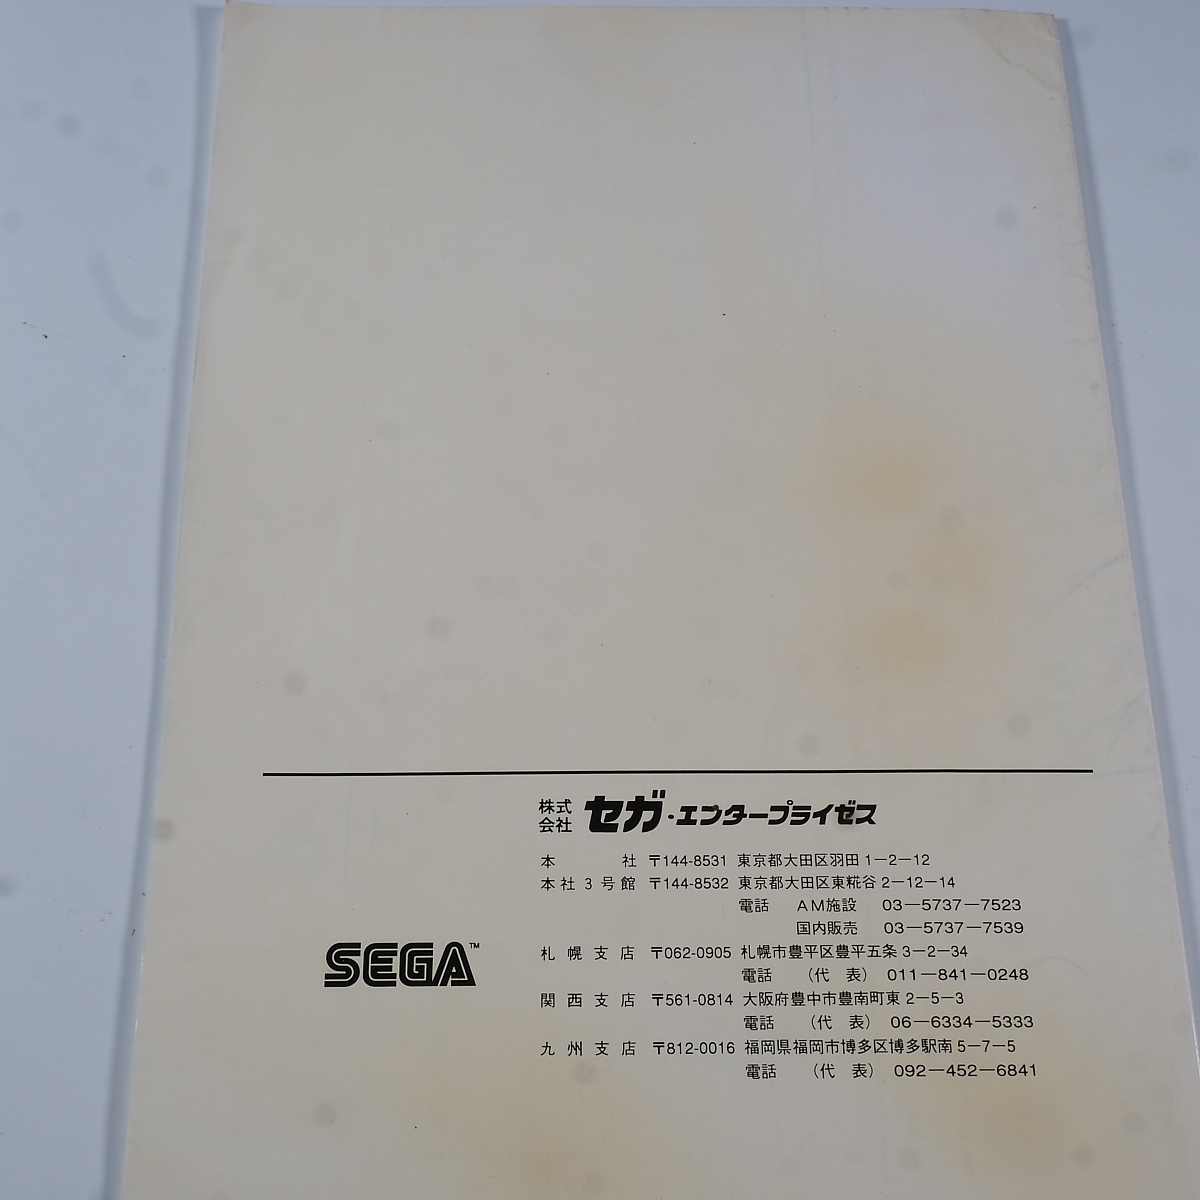 株式会社 セガ・エンタープライゼス
本社 〒144-8531 東京都大田区羽田1-2-12
本社3号館 〒144-8532 東京都大田区東糀谷2-12-14
電話 AM施設 03-5737-7523
国内販売 03-5737-7539
SEGA™
札幌支店 〒062-0905 札幌市豊平区豊平五条3-2-34
電話 (代表) 011-841-0248
関西支店 〒561-0814 大阪府豊中市豊南町東2-5-3
電話 (代表) 06-6334-5333
九州支店 〒812-0016 福岡県福岡市博多区博多駅南5-7-5
電話 (代表) 092-452-6841